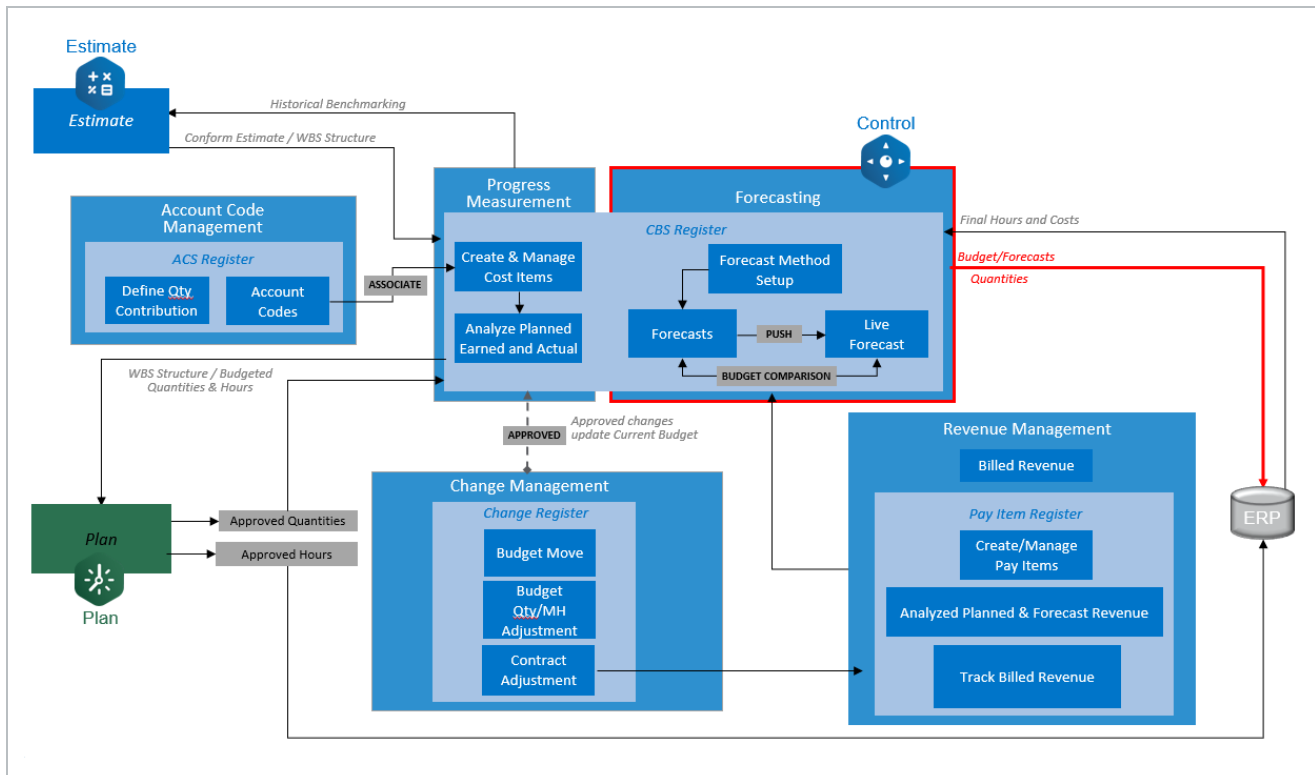 Estimate
Estimate
Historical Benchmarking
Conform Estimate / WBS Structure
Control
Progress
Measurement
Forecasting
Account Code
Management
CBS Register
Final Hours and Costs
ACS Register
Create & Manage
Cost Items
Forecast Method
Setup
Budget/Forecasts
Quantities
Define Qty
Contribution
Account
Codes
ASSOCIATE
Analyze Planned
Earned and Actual
Forecasts
PUSH
Live
Forecast
WBS Structure / Budgeted
Quantities & Hours
BUDGET COMPARISON
APPROVED
Approved changes
update Current Budget
Revenue Management
Billed Revenue
Change Management
Change Register
Pay Item Register
ERP
Plan
Approved Quantities
Approved Hours
Plan
Budget Move
Create/Manage
Pay Items
Budget
Qty/MH
Adjustment
Analyzed Planned & Forecast Revenue
Contract
Adjustment
Track Billed Revenue